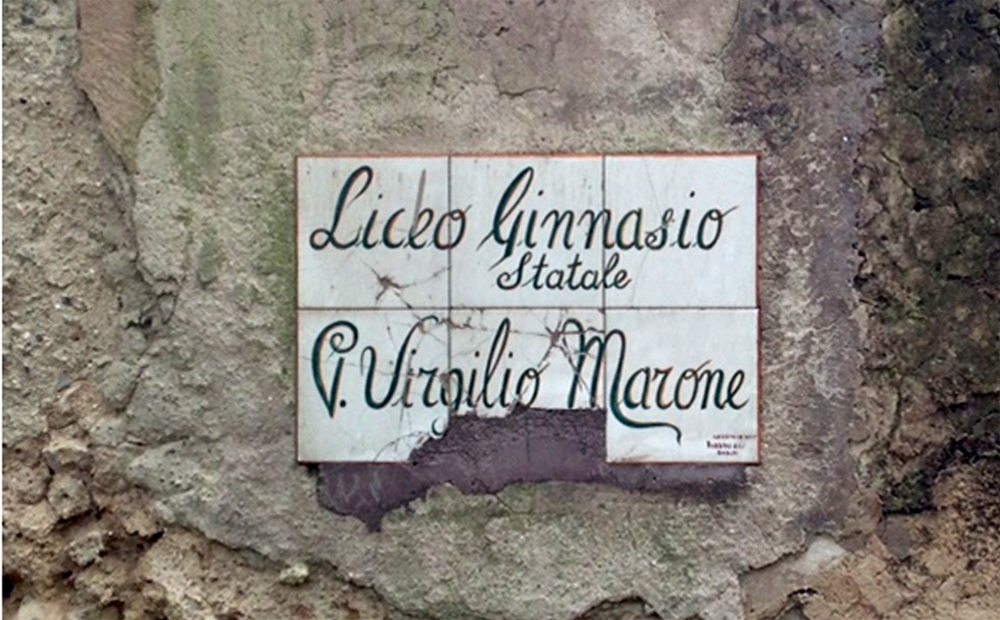 Liceo Ginnasio
Statale
P. Virgilio Marone